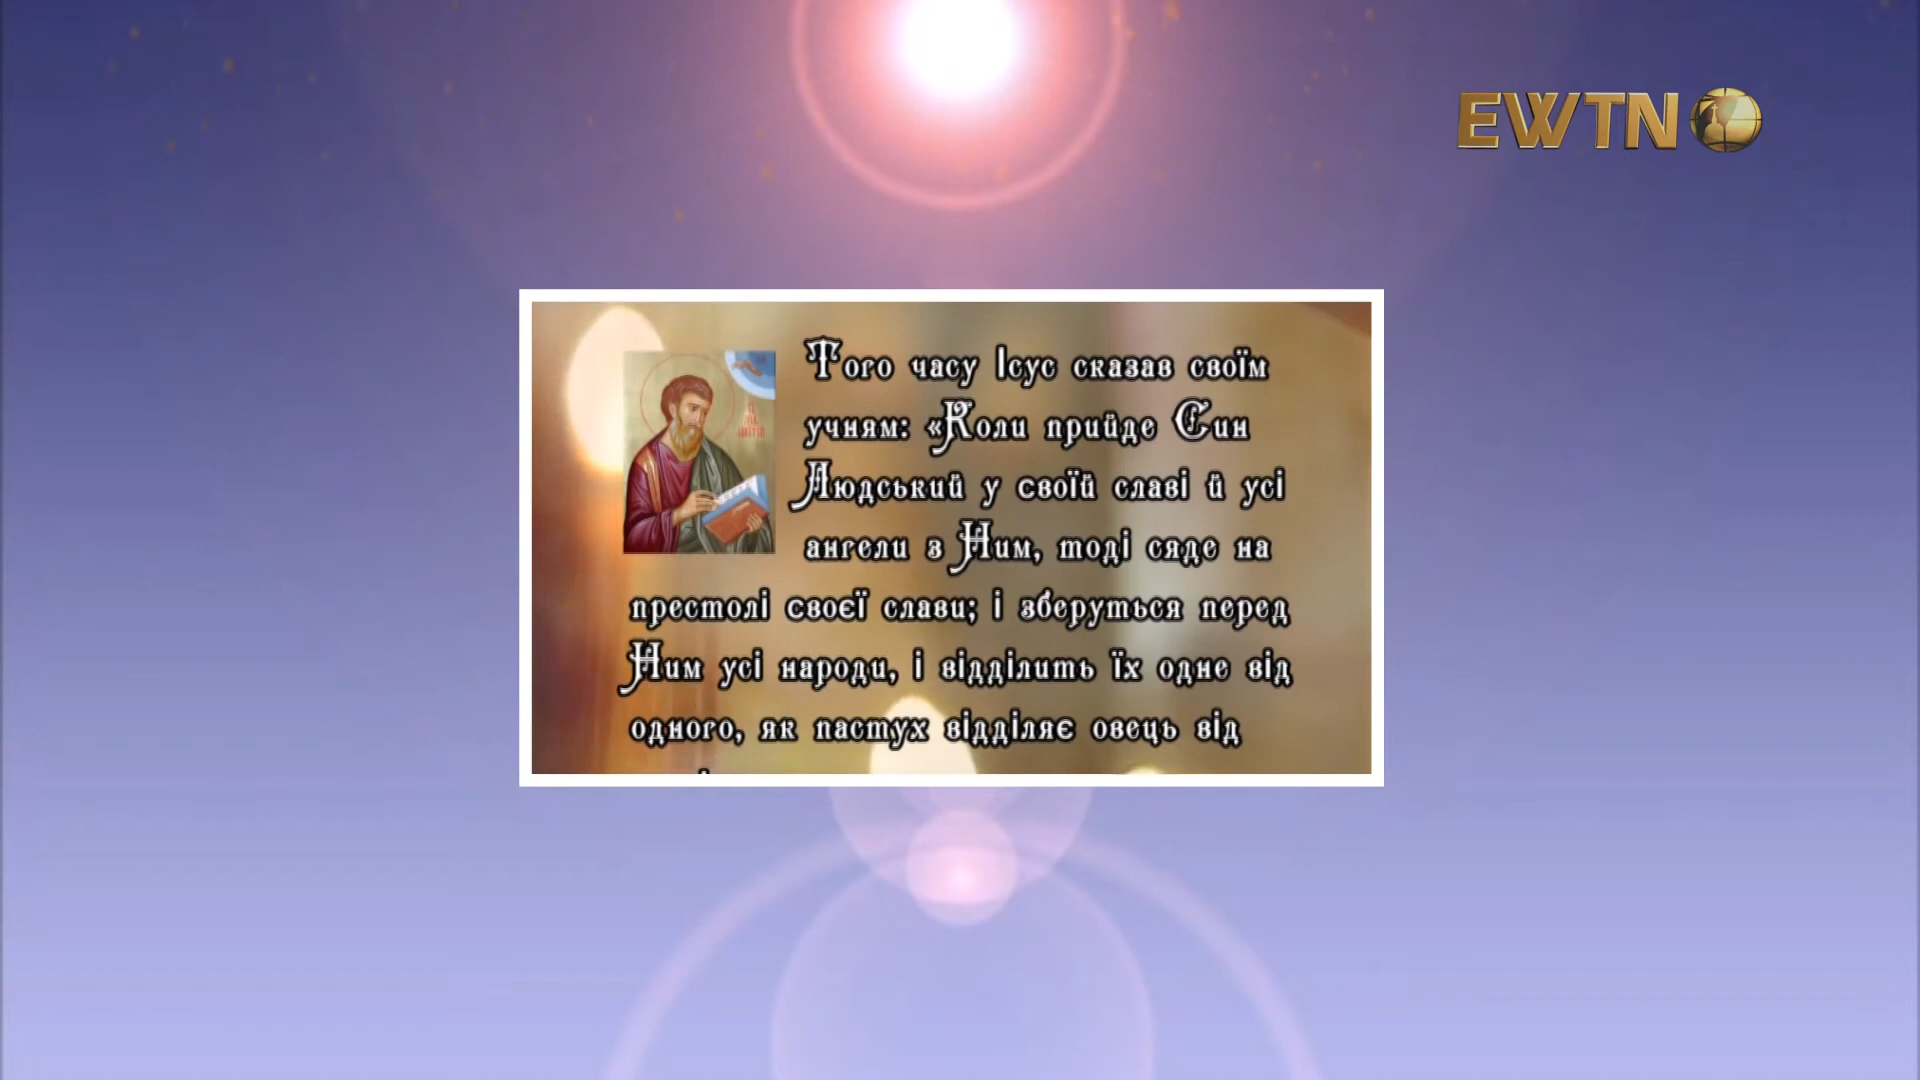 EWTN
Того часу Ісус сказав своїм
учням: «Коли прийде Син
Людський у своїй славі й усі
ангели з Ним, тоді сяде на
престолі своєї слави; і зберуться перед
Ним усі народи, і відділить їх одне від
одного, як пастух відділяє овець від